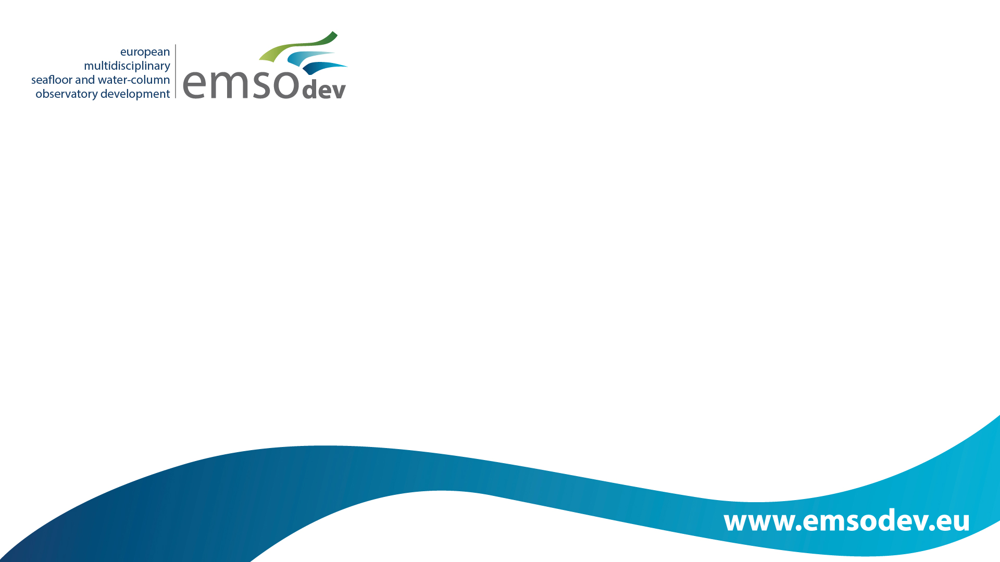 european
multidisciplinary
seafloor and water-column
observatory development
emsodev
www.emsodev.eu